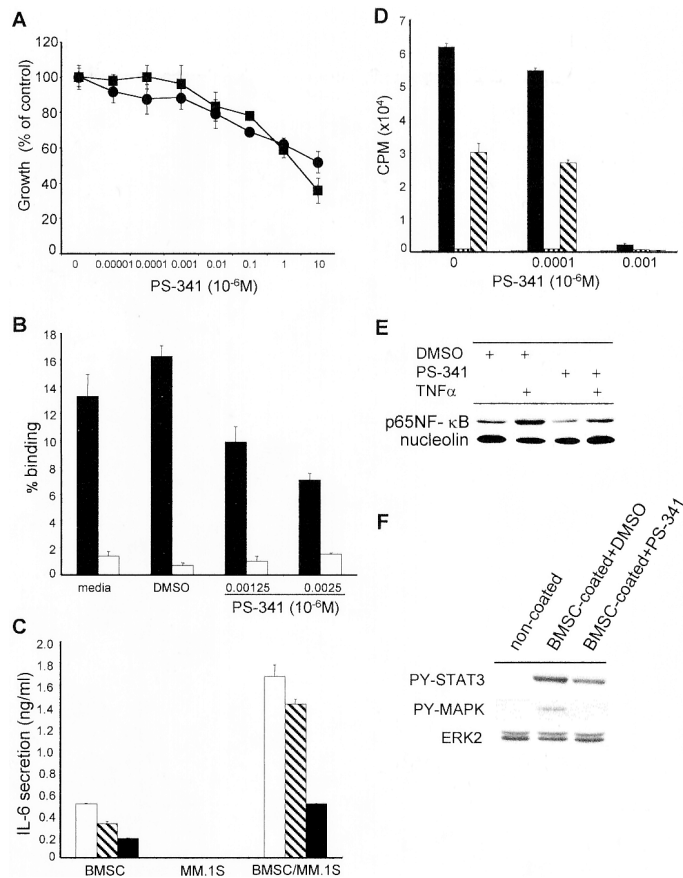 A
120
100
80
60
40
20
0
Growth (% of control)
0 0.00001 0.0001 0.001 0.01 0.1 1 10
PS-341 (10⁻⁶M)
B
18
16
14
12
10
8
6
4
2
0
% binding
media DMSO 0.00125 0.0025
PS-341 (10⁻⁶M)
C
2.0
1.8
1.6
1.4
1.2
1.0
0.8
0.6
0.4
0.2
0
IL-6 secretion (ng/ml)
BMSC MM.1S BMSC/MM.1S
D
7
6
5
4
3
2
1
0
CPM (x10⁴)
0 0.0001 0.001
PS-341 (10⁻⁶M)
E
DMSO + +
PS-341 + +
TNFα + +
p65NF- κB
nucleolin
F
non-coated
BMSC-coated+DMSO
BMSC-coated+PS-341
PY-STAT3
PY-MAPK
ERK2